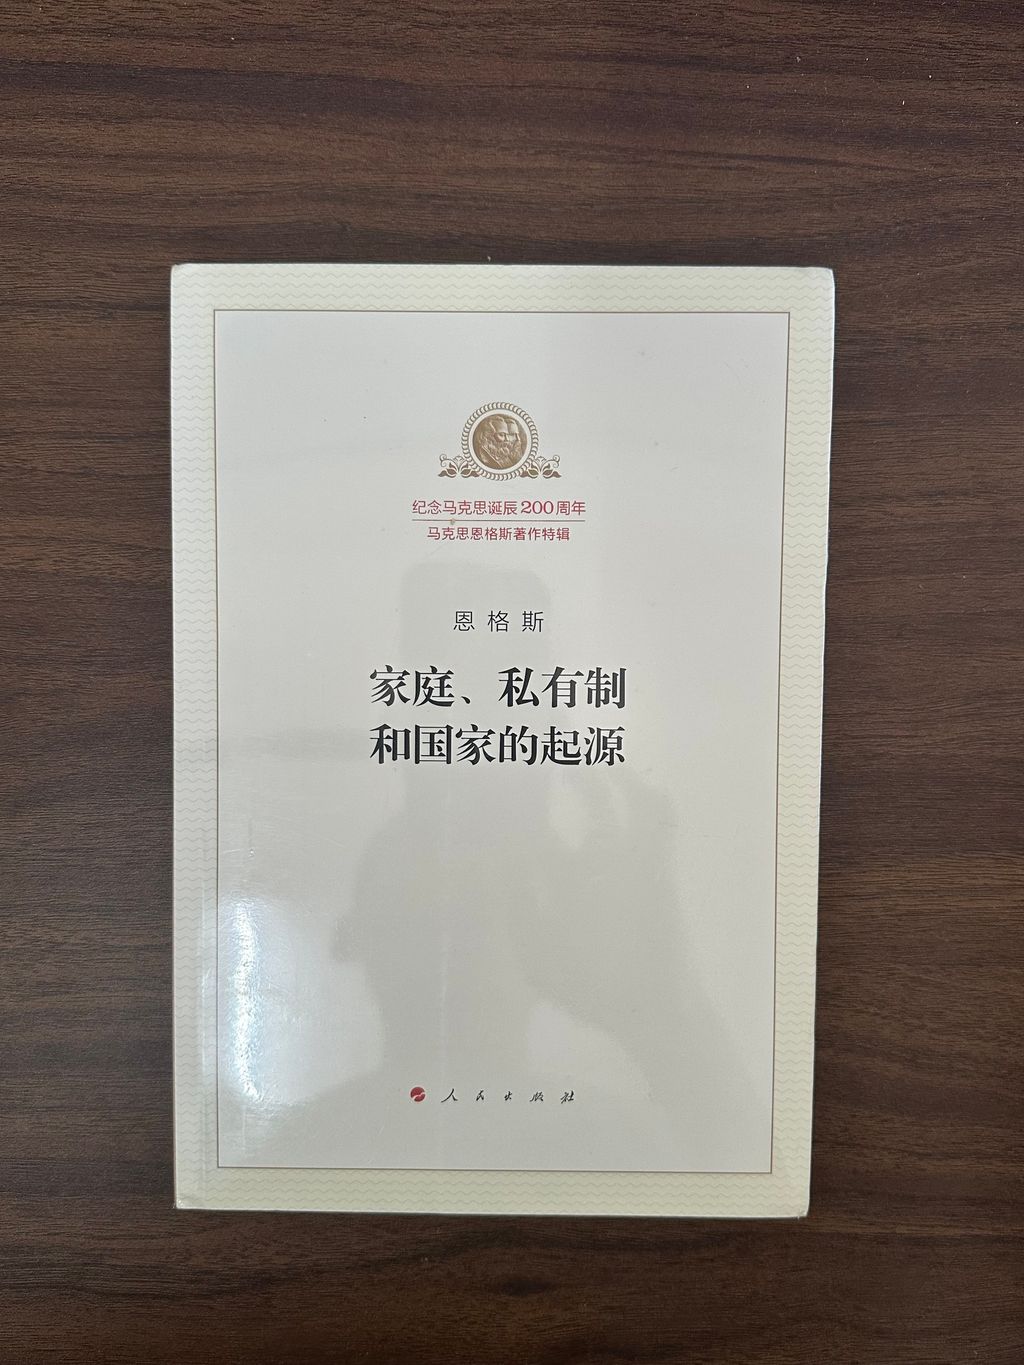 纪念马克思诞辰200周年
马克思恩格斯著作特辑
恩格斯
家庭、私有制
和国家的起源
人民出版社